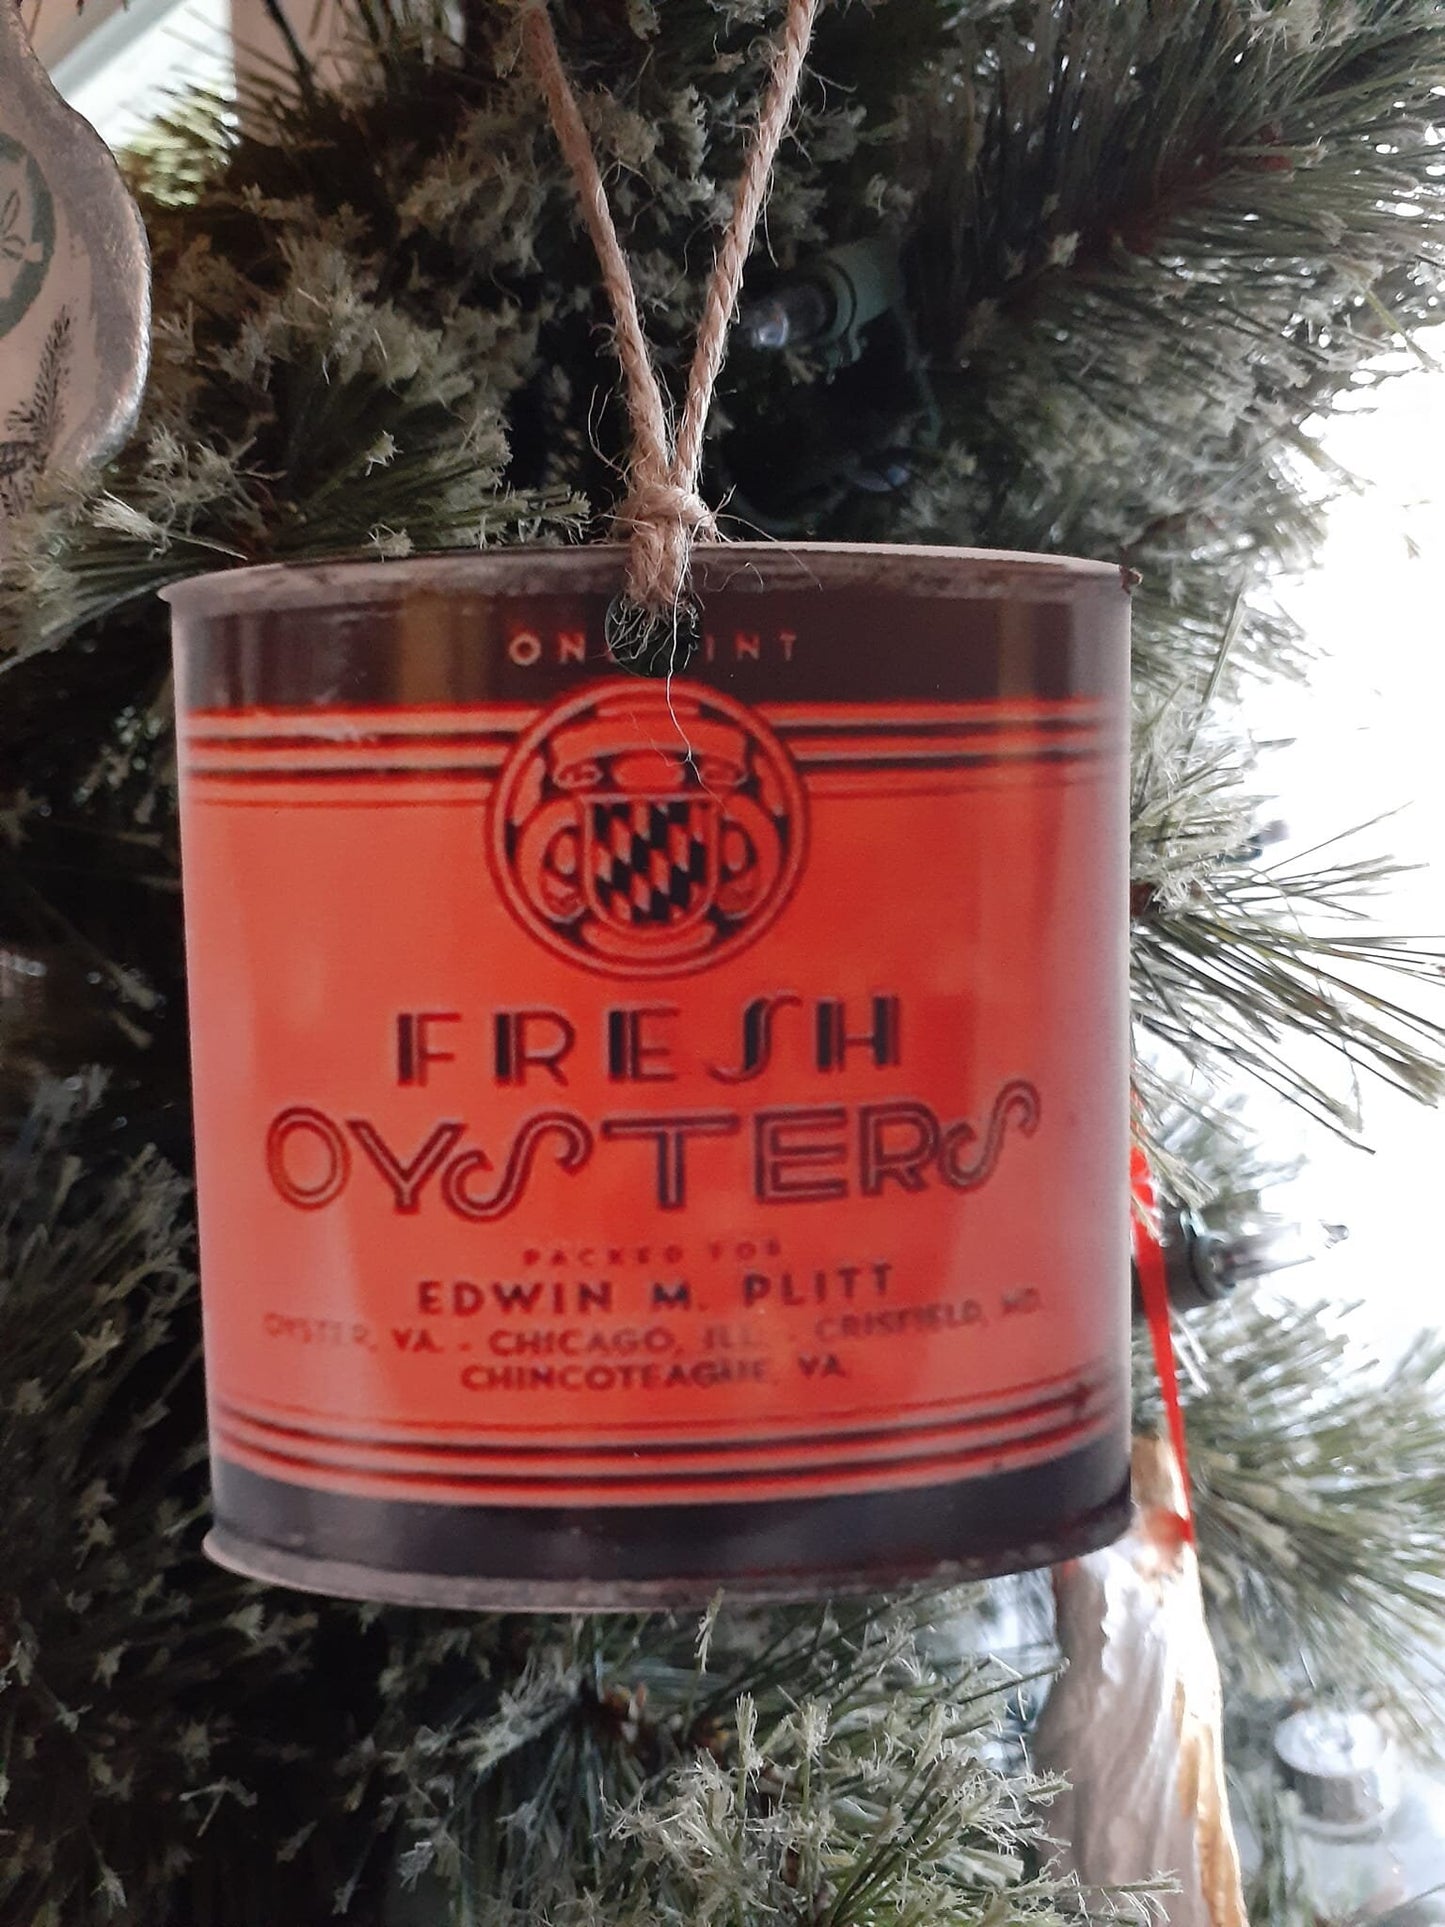 ONE PINT
FRESH
OYSTERS
PACKED FOR
EDWIN M. PLITT
OYSTER, VA. - CHICAGO, ILL. - CRISFIELD, MD.
CHINCOTEAGUE, VA.